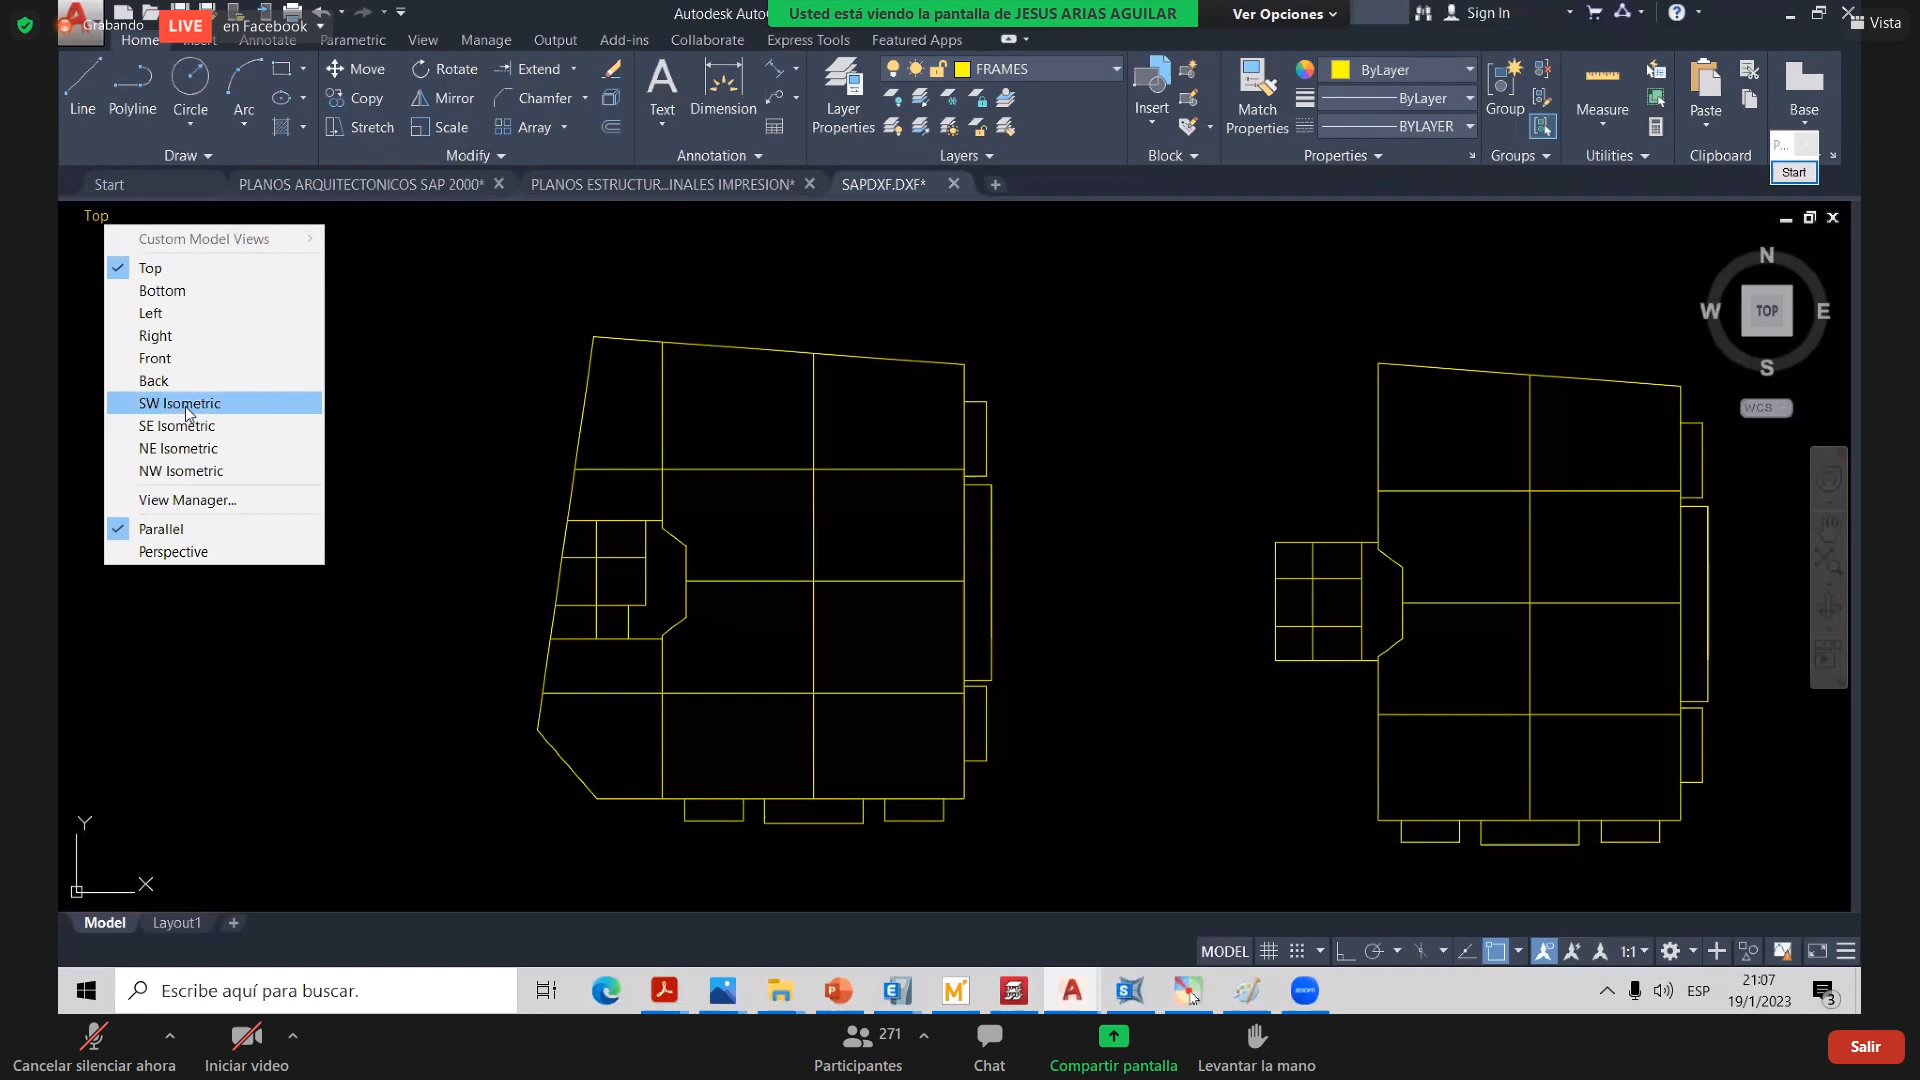 Grabando
LIVE
en Facebook
Autodesk Auto
Usted está viendo la pantalla de JESUS ARIAS AGUILAR
Ver Opciones
Sign In
Vista
Home
Insert
Annotate
Parametric
View
Manage
Output
Add-ins
Collaborate
Express Tools
Featured Apps
Line
Polyline
Circle
Arc
Draw
Move
Rotate
Extend
Copy
Mirror
Chamfer
Stretch
Scale
Array
Modify
Text
Dimension
Annotation
Layer
Properties
FRAMES
Layers
Insert
Block
Match
Properties
ByLayer
ByLayer
BYLAYER
Properties
Group
Groups
Measure
Utilities
Paste
Clipboard
Base
P...
Start
Start
PLANOS ARQUITECTONICOS SAP 2000*
PLANOS ESTRUCTUR...INALES IMPRESION*
SAPDXF.DXF*
Top
Custom Model Views
Top
Bottom
Left
Right
Front
Back
SW Isometric
SE Isometric
NE Isometric
NW Isometric
View Manager...
Parallel
Perspective
N
W
TOP
E
S
WCS
Y
X
Model
Layout1
MODEL
1:1
Escribe aquí para buscar.
zoom
ESP
21:07
19/1/2023
3
Cancelar silenciar ahora
Iniciar video
271
Participantes
Chat
Compartir pantalla
Levantar la mano
Salir